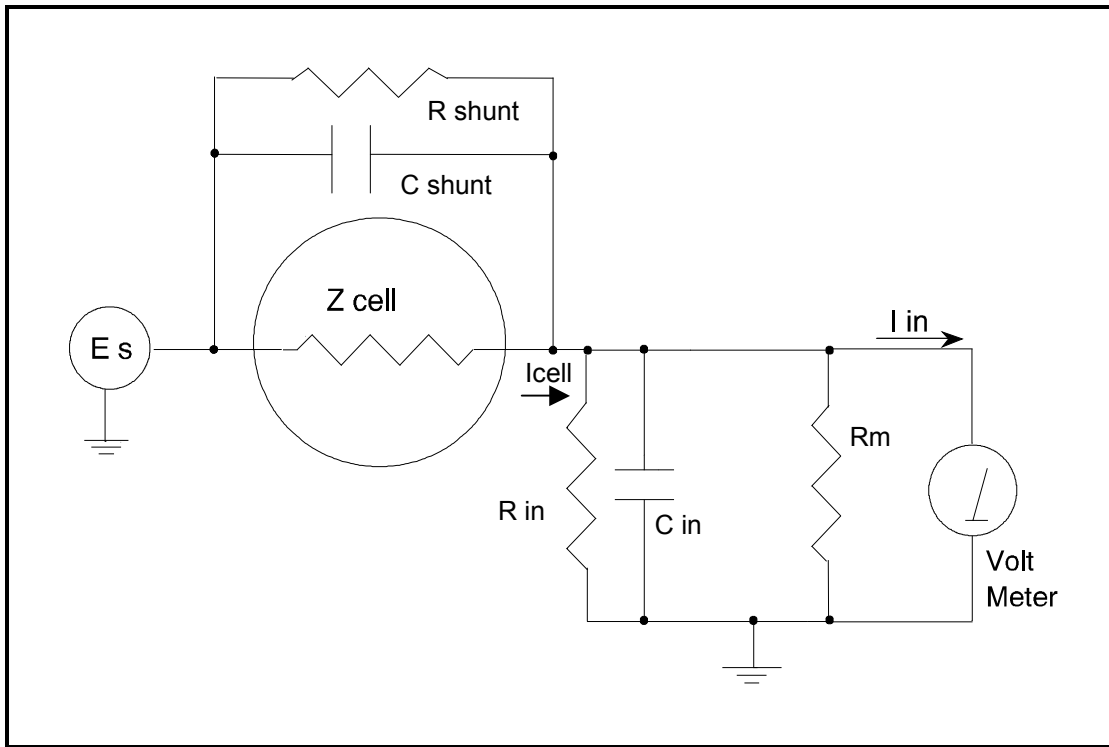 R shunt
C shunt
Z cell
E s
I in
Icell
Rm
R in
C in
Volt
Meter